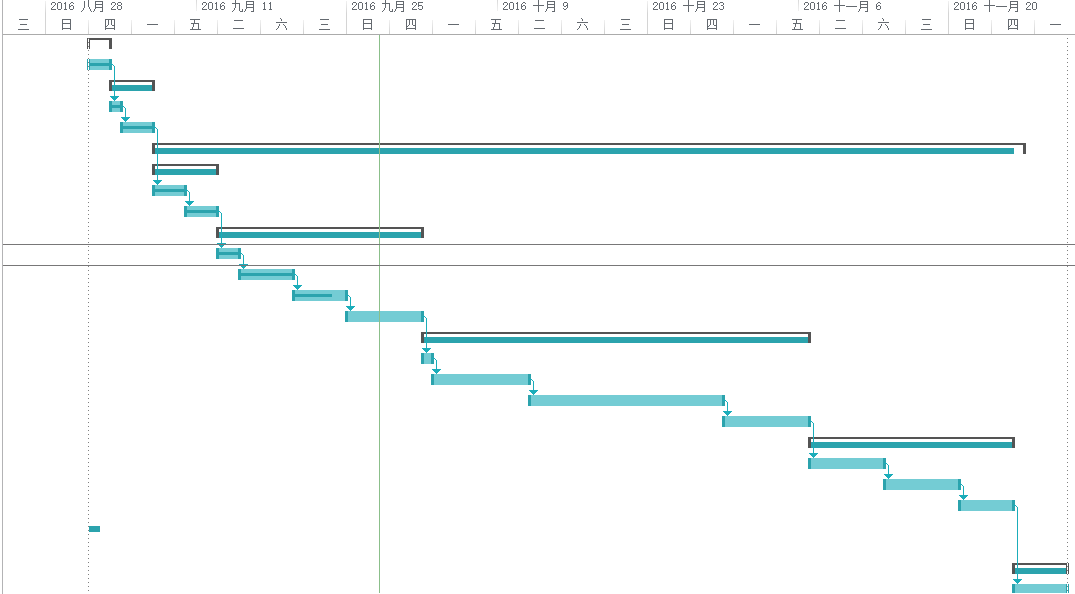 2016 八月 28 2016 九月 11 2016 九月 25 2016 十月 9 2016 十月 23 2016 十一月 6 2016 十一月 20
三 日 四 一 五 二 六 三 日 四 一 五 二 六 三 日 四 一 五 二 六 三 日 四 一